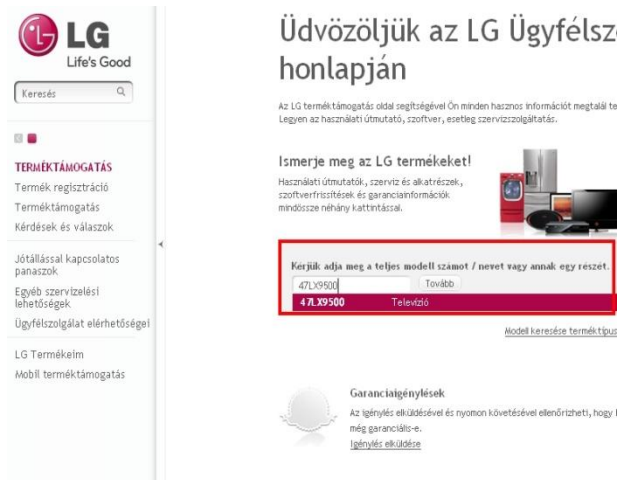 LG
Life's Good
Keresés
TERMÉKTÁMOGATÁS
Termék regisztráció
Terméktámogatás
Kérdések és válaszok
Jótállással kapcsolatos
panaszok
Egyéb szervizelési
lehetőségek
Ügyfélszolgálat elérhetőségei
LG Termékeim
Mobil terméktámogatás
Üdvözöljük az LG Ügyfélsz
honlapján
Az LG terméktámogatás oldal segítségével Ön minden hasznos információt megtalál te
Legyen az használati útmutató, szoftver, esetleg szervizszolgáltatás.
Ismerje meg az LG termékeket!
Használati útmutatók, szerviz és alkatrészek,
szoftverfrissítések és garanciainformációk
mindössze néhány kattintással.
Kérjük adja meg a teljes modell számot / nevet vagy annak egy részét.
47LX9500 Tovább
47LX9500 Televízió
Modell keresése terméktípus
Garanciaigénylések
Az igénylés elküldésével és nyomon követésével ellenőrizheti, hogy
még garanciális-e.
Igénylés elküldése